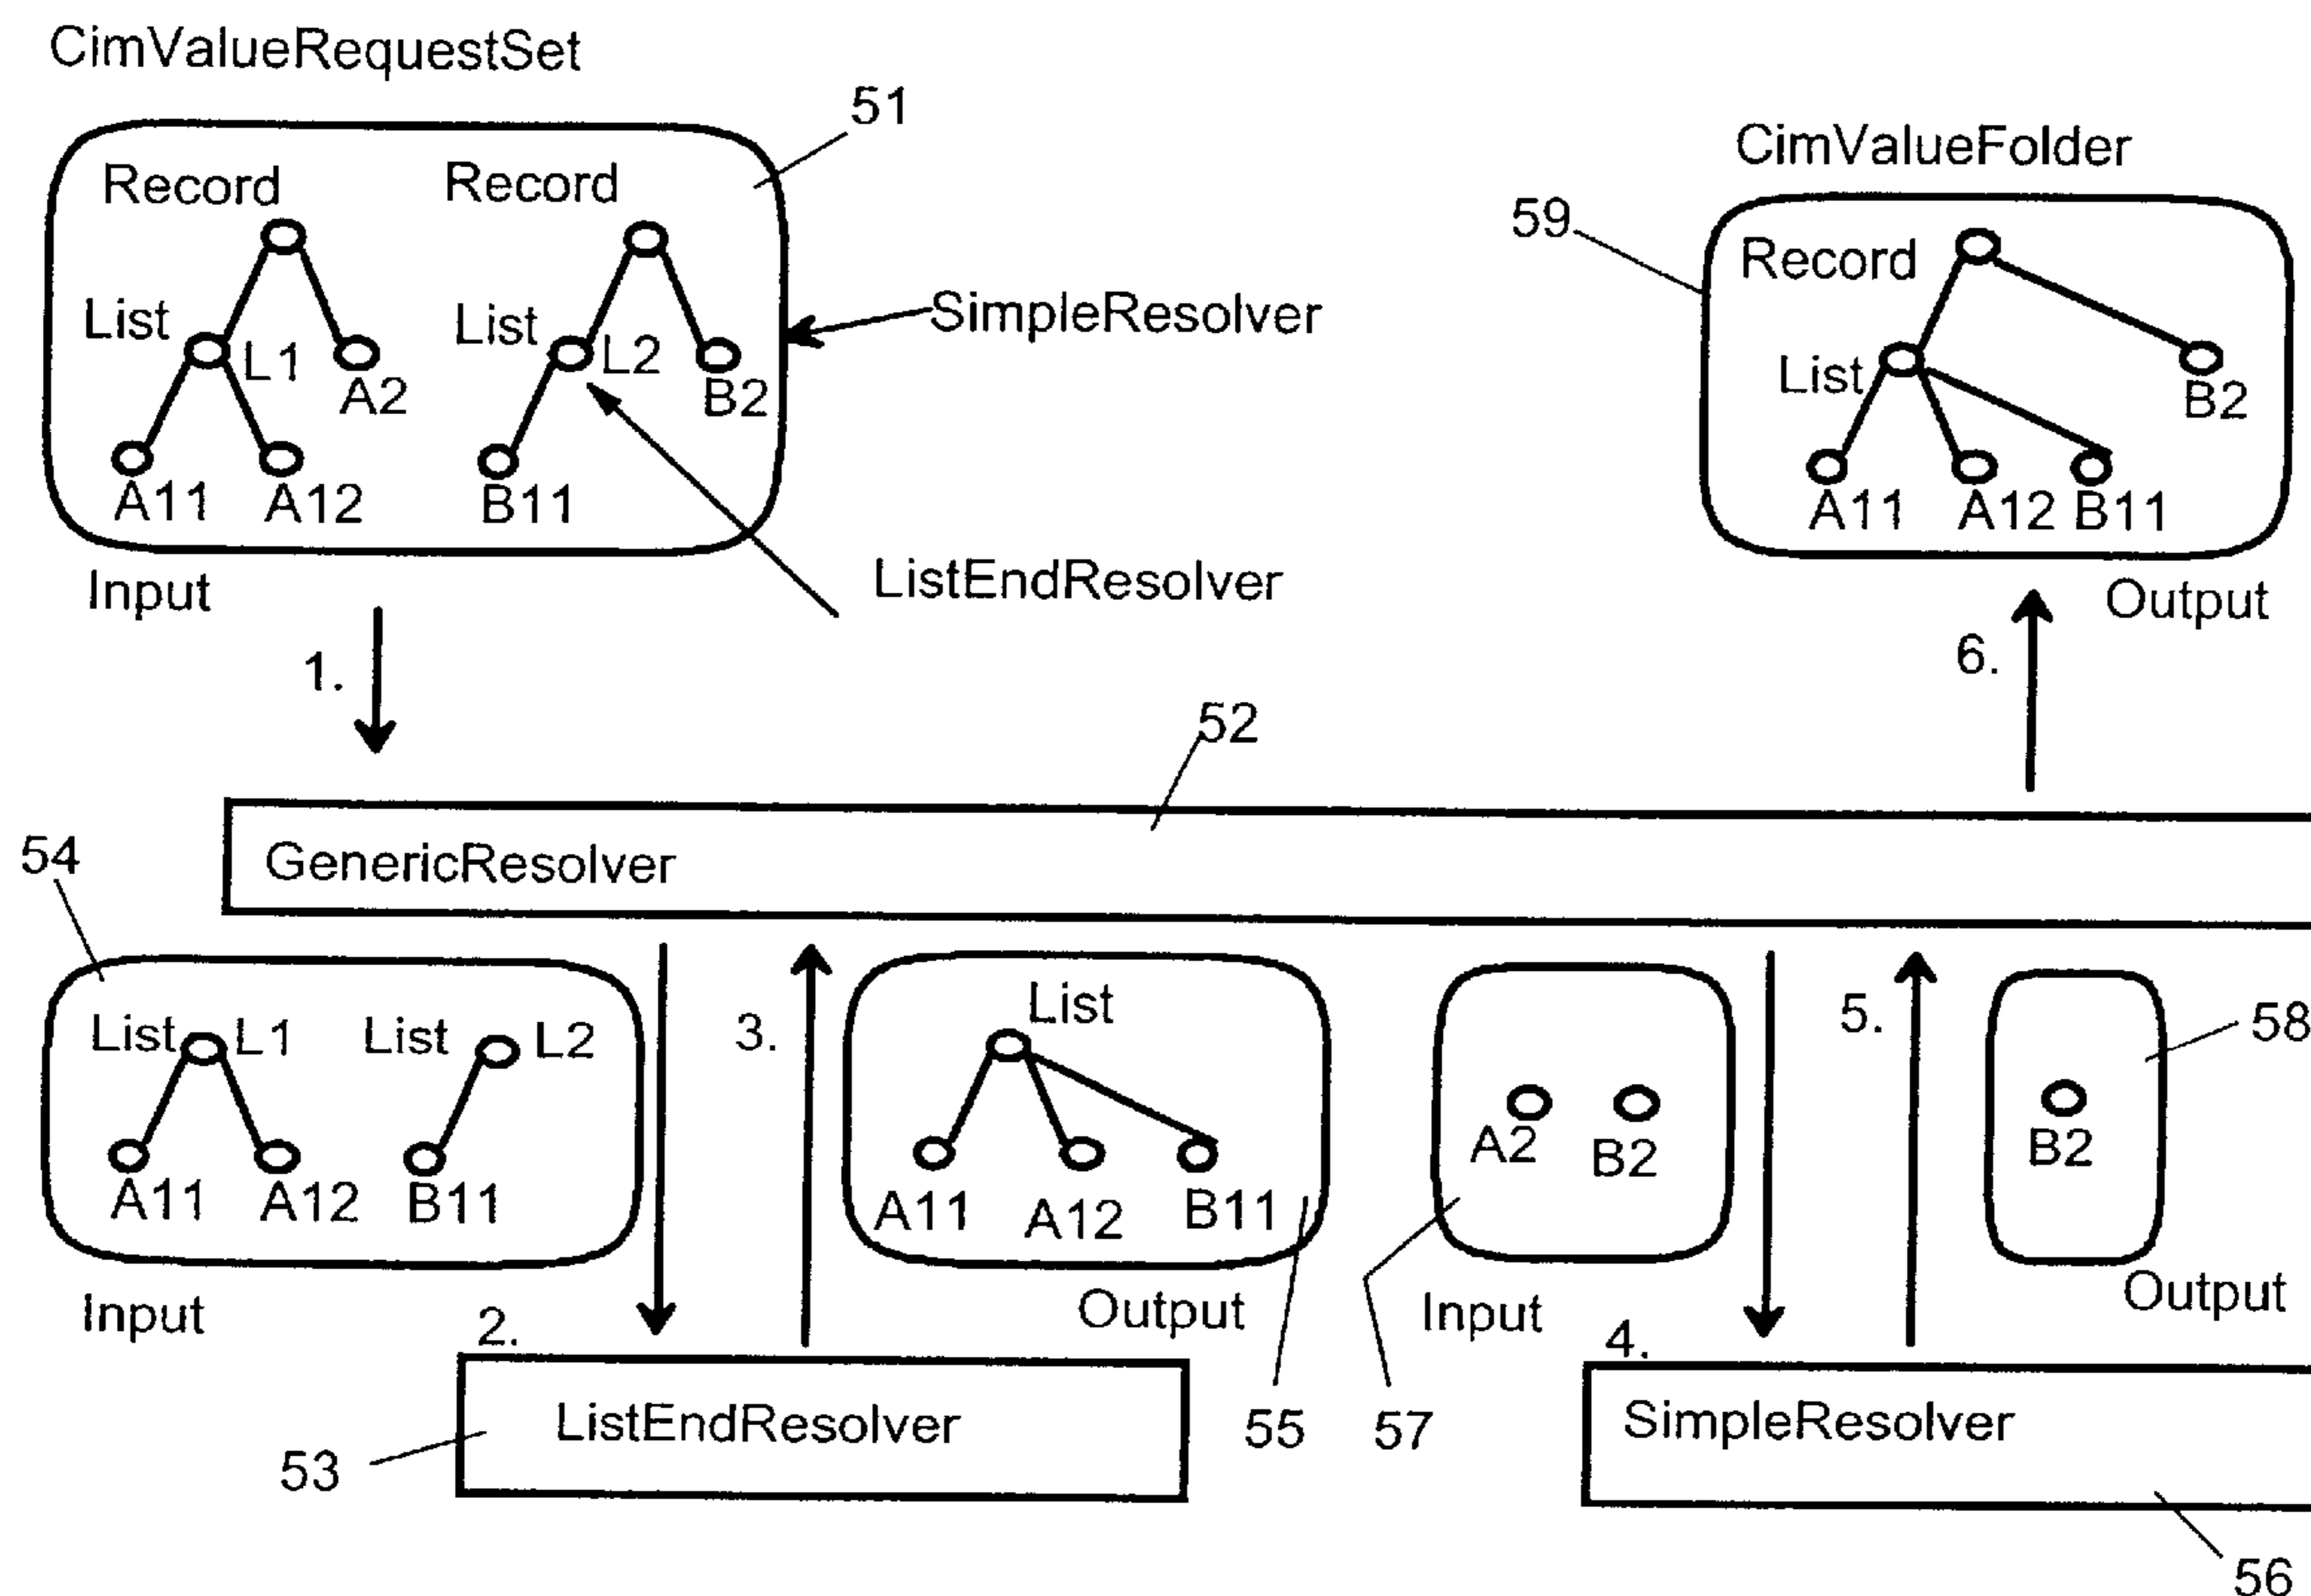 CimValueRequestSet
51
Record
Record
List
L1
A2
List
L2
B2
A11
A12
B11
SimpleResolver
Input
ListEndResolver
1.
CimValueFolder
59
Record
List
B2
A11
A12
B11
Output
6.
52
GenericResolver
54
List
L1
List
L2
A11
A12
B11
Input
2.
3.
List
A11
A12
B11
Output
55
A2
B2
57
Input
4.
5.
B2
58
Output
ListEndResolver
53
SimpleResolver
56